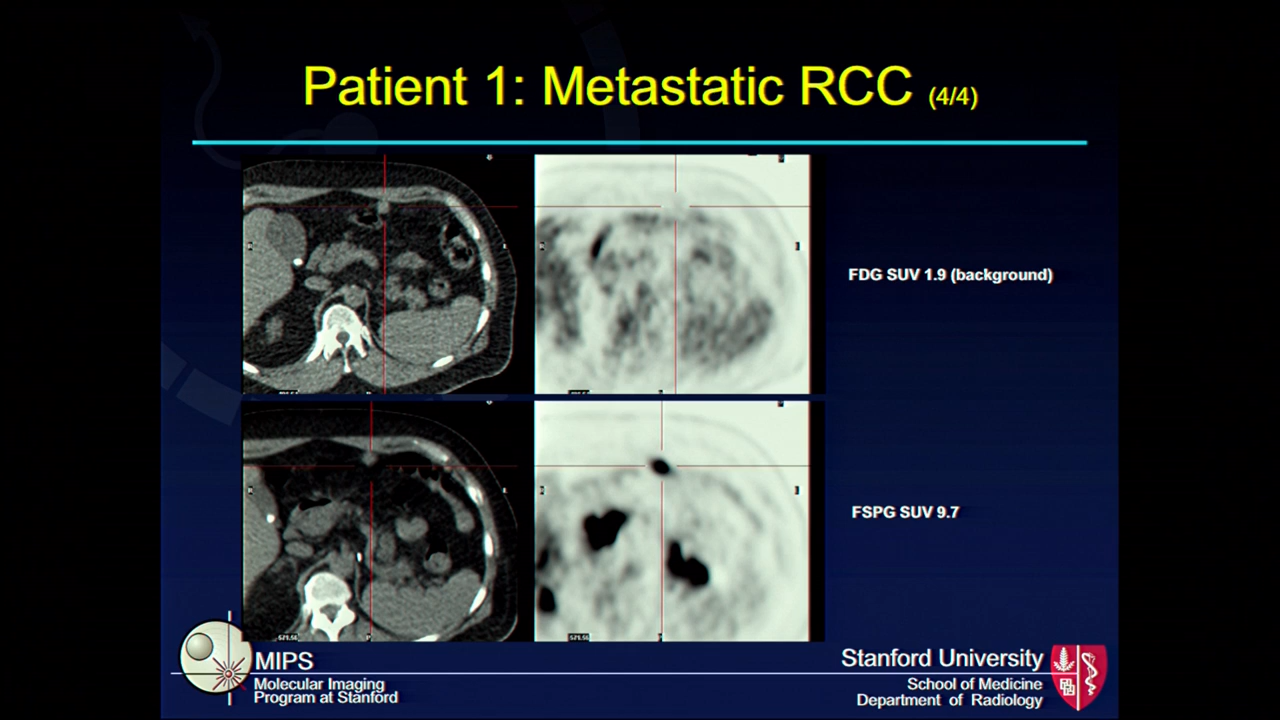 Patient 1: Metastatic RCC (4/4)
FDG SUV 1.9 (background)
FSPG SUV 9.7
MIPS
Molecular Imaging
Program at Stanford
Stanford University
School of Medicine
Department of Radiology